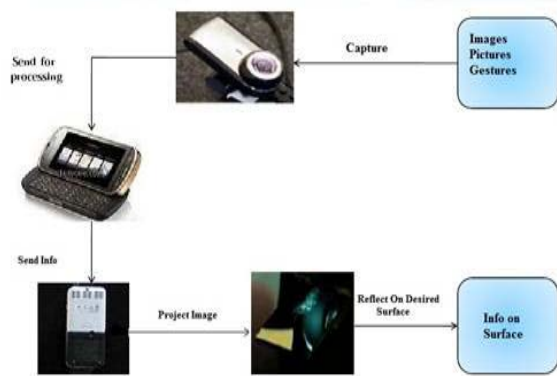 Images
Pictures
Gestures
Capture
Send for
processing
Send Info
Project Image
Reflect On Desired
Surface
Info on
Surface